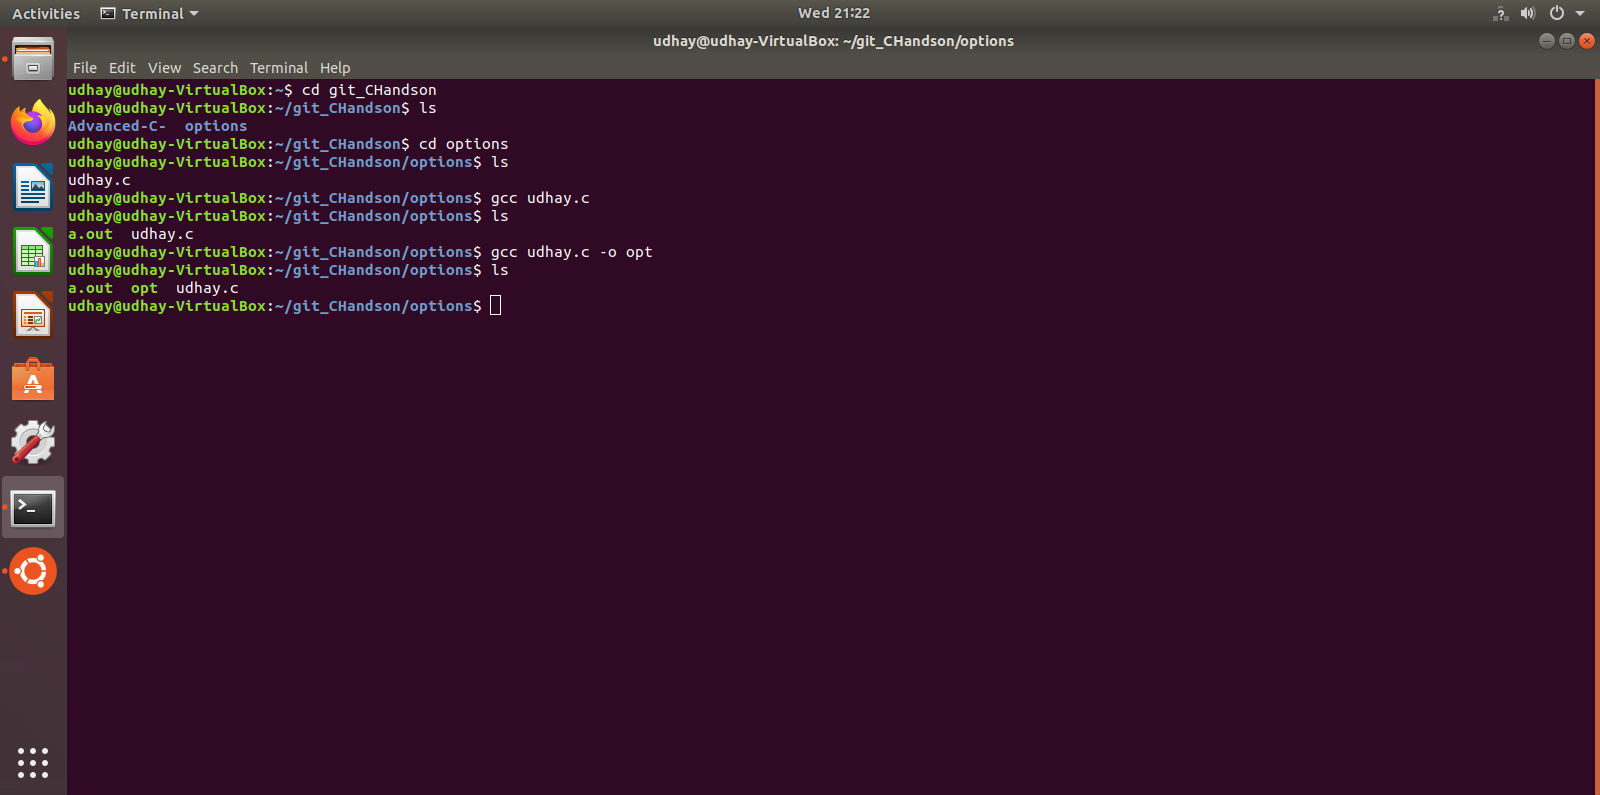 Activities Terminal Wed 21:22
udhay@udhay-VirtualBox: ~/git_CHandson/options
File Edit View Search Terminal Help
udhay@udhay-VirtualBox:~$ cd git_CHandson
udhay@udhay-VirtualBox:~/git_CHandson$ ls
Advanced-C-  options
udhay@udhay-VirtualBox:~/git_CHandson$ cd options
udhay@udhay-VirtualBox:~/git_CHandson/options$ ls
udhay.c
udhay@udhay-VirtualBox:~/git_CHandson/options$ gcc udhay.c
udhay@udhay-VirtualBox:~/git_CHandson/options$ ls
a.out  udhay.c
udhay@udhay-VirtualBox:~/git_CHandson/options$ gcc udhay.c -o opt
udhay@udhay-VirtualBox:~/git_CHandson/options$ ls
a.out  opt  udhay.c
udhay@udhay-VirtualBox:~/git_CHandson/options$